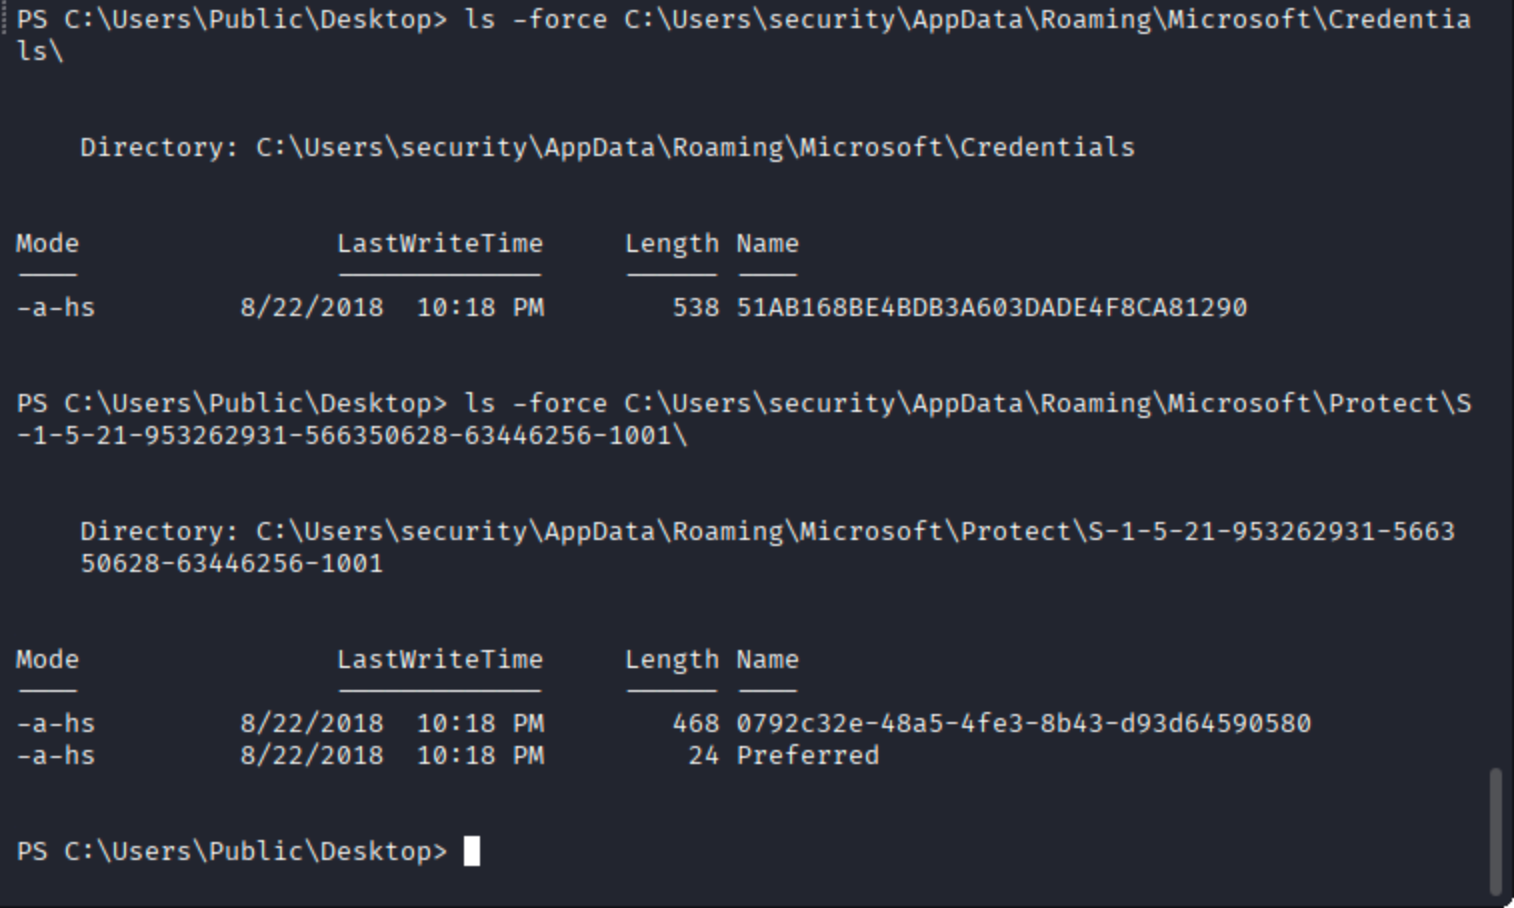 PS C:\Users\Public\Desktop> ls -force C:\Users\security\AppData\Roaming\Microsoft\Credentia
ls\
Directory: C:\Users\security\AppData\Roaming\Microsoft\Credentials
Mode LastWriteTime Length Name
---- ------------- ------ ----
-a-hs 8/22/2018 10:18 PM 538 51AB168BE4BDB3A603DADE4F8CA81290
PS C:\Users\Public\Desktop> ls -force C:\Users\security\AppData\Roaming\Microsoft\Protect\S
-1-5-21-953262931-566350628-63446256-1001\
Directory: C:\Users\security\AppData\Roaming\Microsoft\Protect\S-1-5-21-953262931-5663
50628-63446256-1001
Mode LastWriteTime Length Name
---- ------------- ------ ----
-a-hs 8/22/2018 10:18 PM 468 0792c32e-48a5-4fe3-8b43-d93d64590580
-a-hs 8/22/2018 10:18 PM 24 Preferred
PS C:\Users\Public\Desktop>